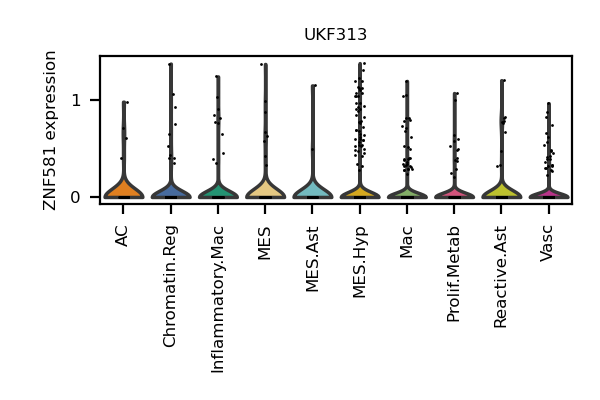 UKF313
ZNF581 expression
1
0
AC
Chromatin.Reg
Inflammatory.Mac
MES
MES.Ast
MES.Hyp
Mac
Prolif.Metab
Reactive.Ast
Vasc